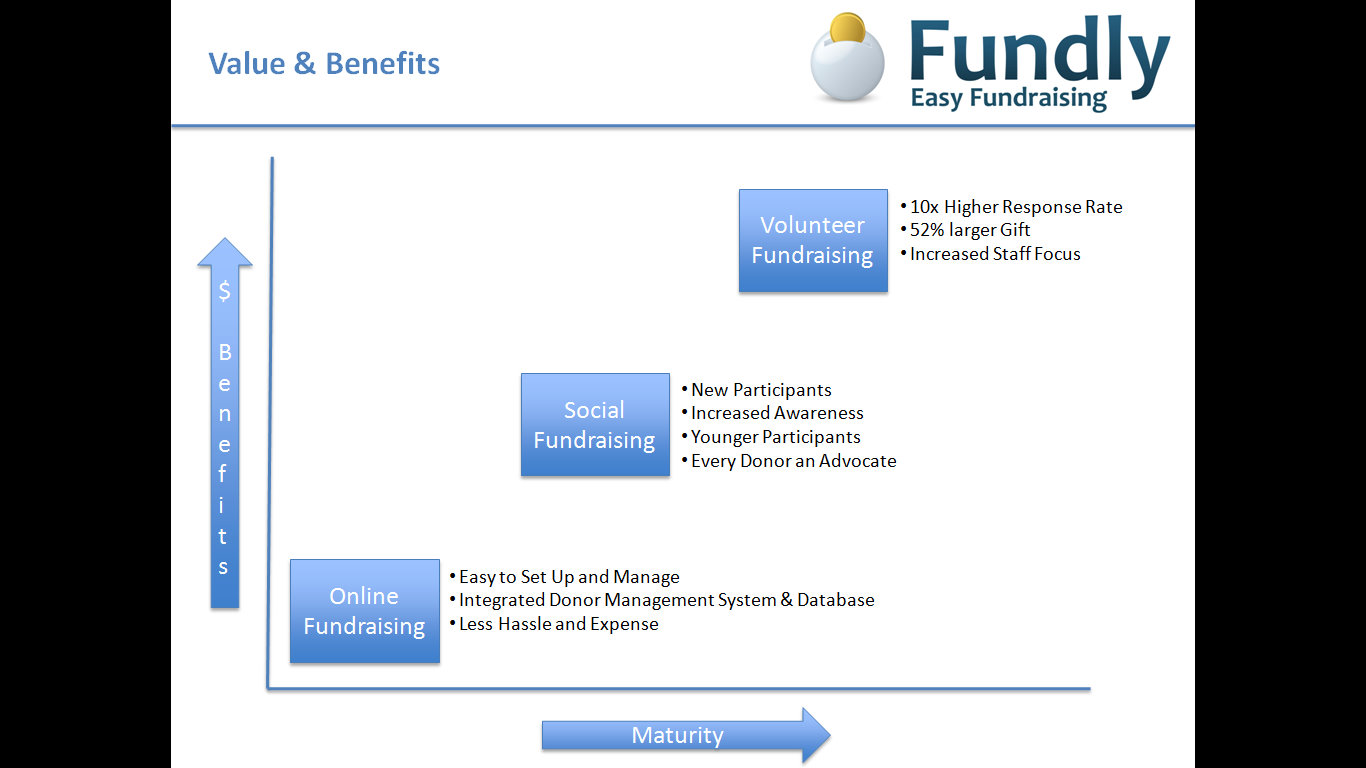 Value & Benefits
Fundly
Easy Fundraising
$ Benefits
Volunteer
Fundraising
• 10x Higher Response Rate
• 52% larger Gift
• Increased Staff Focus
Social
Fundraising
• New Participants
• Increased Awareness
• Younger Participants
• Every Donor an Advocate
Online
Fundraising
• Easy to Set Up and Manage
• Integrated Donor Management System & Database
• Less Hassle and Expense
Maturity